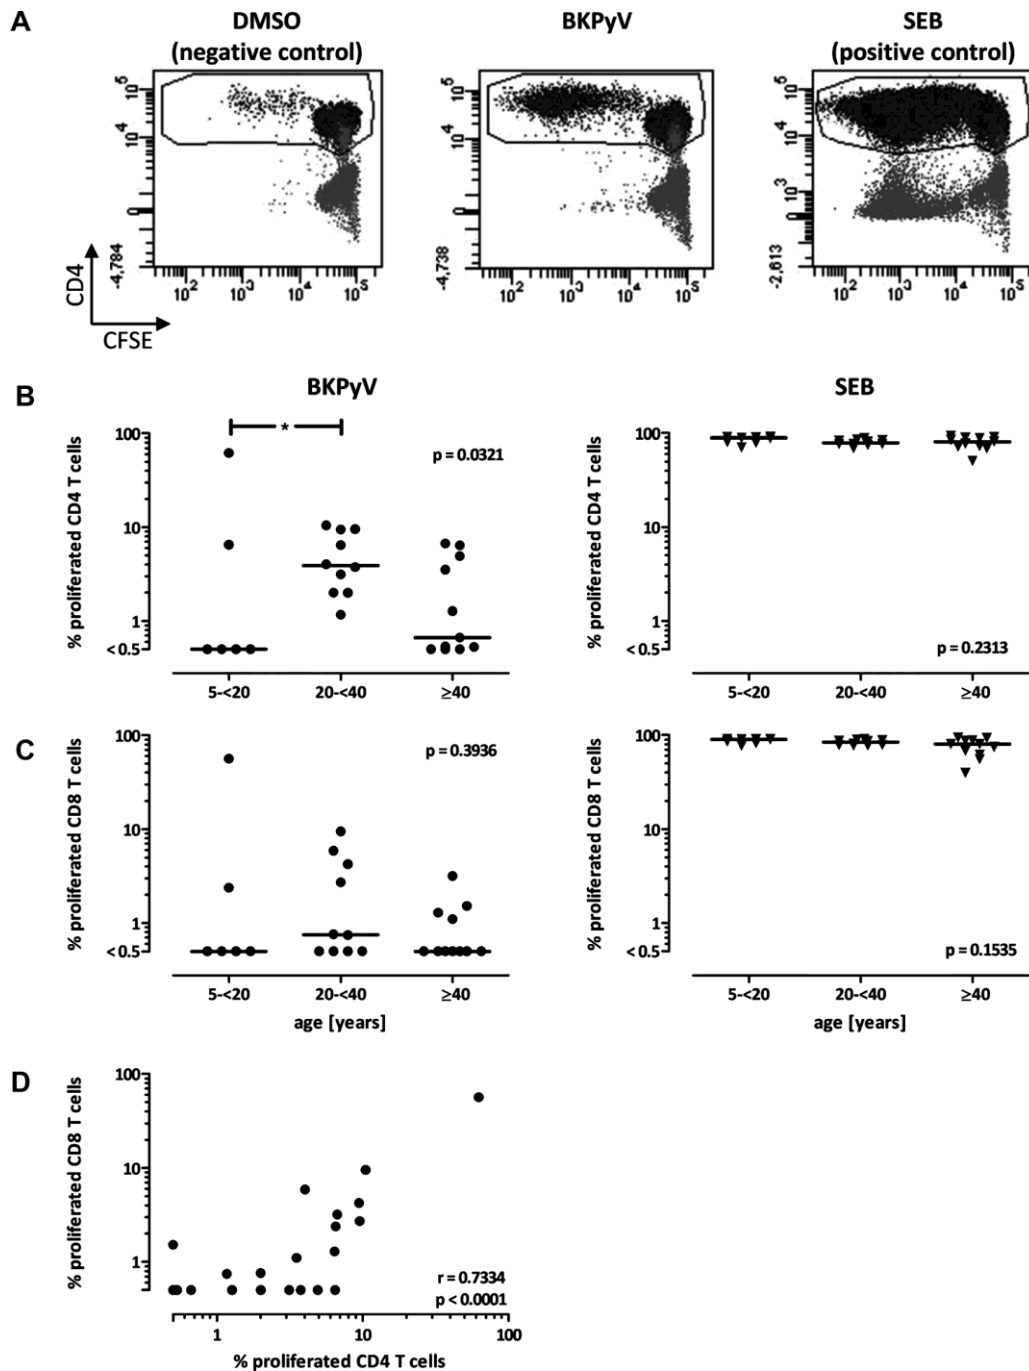 A
DMSO
(negative control)
BKPyV
SEB
(positive control)
10^5
10^4
0
-4,784
10^2 10^3 10^4 10^5
CD4
CFSE
10^5
10^4
0
-4,738
10^2 10^3 10^4 10^5
10^5
10^4
10^3
0
-2,613
10^2 10^3 10^4 10^5
B
BKPyV
*
p = 0.0321
% proliferated CD4 T cells
100
10
1
< 0.5
5-<20 20-<40 ≥40
SEB
% proliferated CD4 T cells
100
10
1
< 0.5
p = 0.2313
5-<20 20-<40 ≥40
C
p = 0.3936
% proliferated CD8 T cells
100
10
1
< 0.5
5-<20 20-<40 ≥40
age [years]
% proliferated CD8 T cells
100
10
1
< 0.5
p = 0.1535
5-<20 20-<40 ≥40
age [years]
D
% proliferated CD8 T cells
100
10
1
r = 0.7334
p < 0.0001
1 10 100
% proliferated CD4 T cells